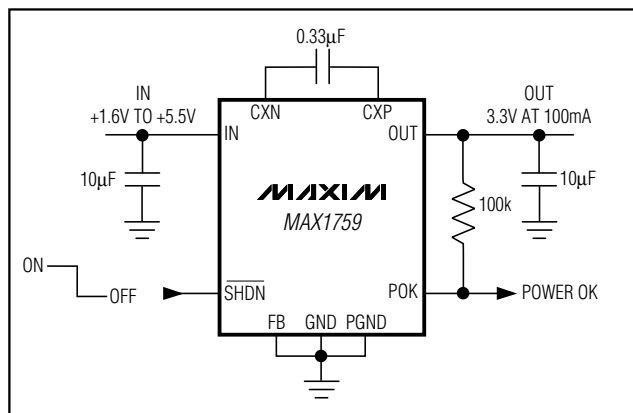 0.33μF
IN
+1.6V TO +5.5V
CXN
CXP
OUT
3.3V AT 100mA
IN
OUT
10μF
MAXIM
MAX1759
100k
10μF
ON
OFF
SHDN
POK
POWER OK
FB
GND
PGND